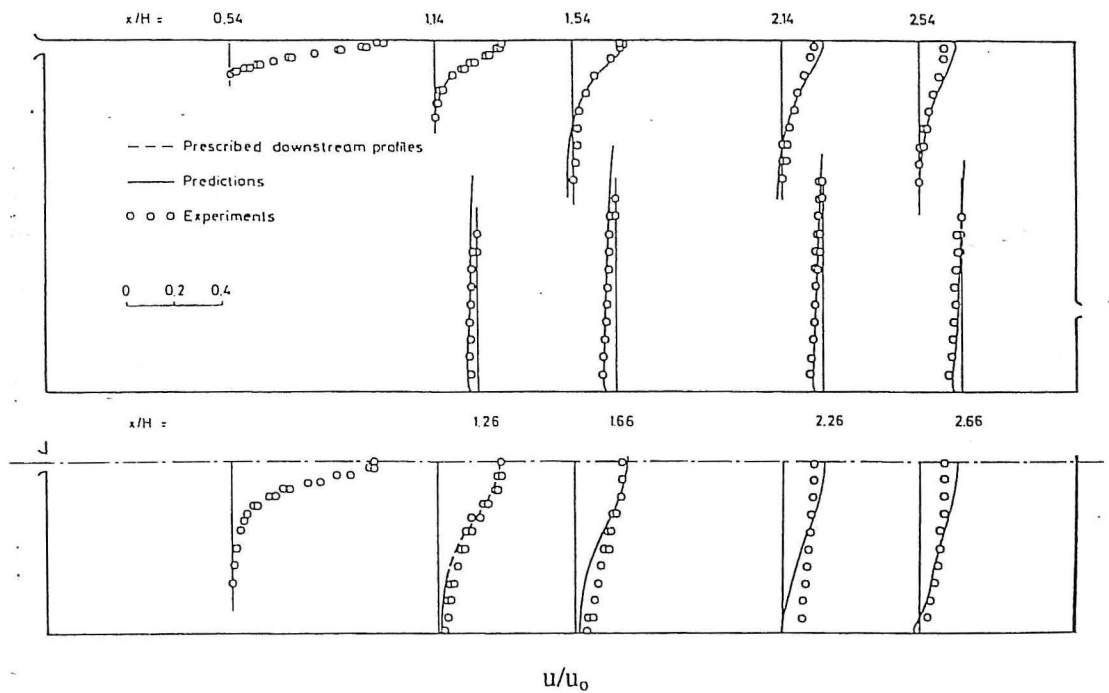 x/H = 0.54 1.14 1.54 2.14 2.54
Prescribed downstream profiles
Predictions
Experiments
0 0.2 0.4
x/H = 1.26 1.66 2.26 2.66
u/u₀